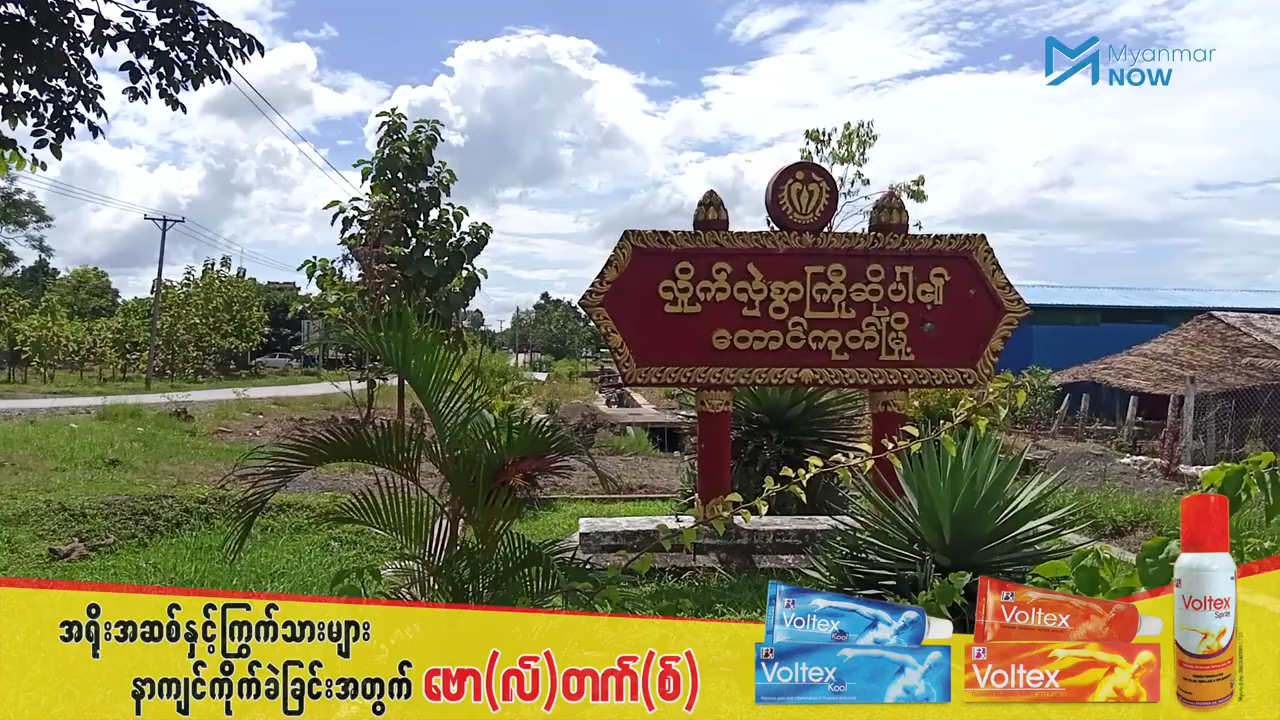 Myanmar
NOW
လှိုက်လှဲစွာကြိုဆိုပါ၏
တောင်ကုတ်မြို့
အရိုးအဆစ်နှင့်ကြွက်သားများ
နာကျင်ကိုက်ခဲခြင်းအတွက်
ဗော(လ်)တက်(စ်)
Voltex
Kool
Voltex
Kool
Voltex
Voltex
Voltex
Spray